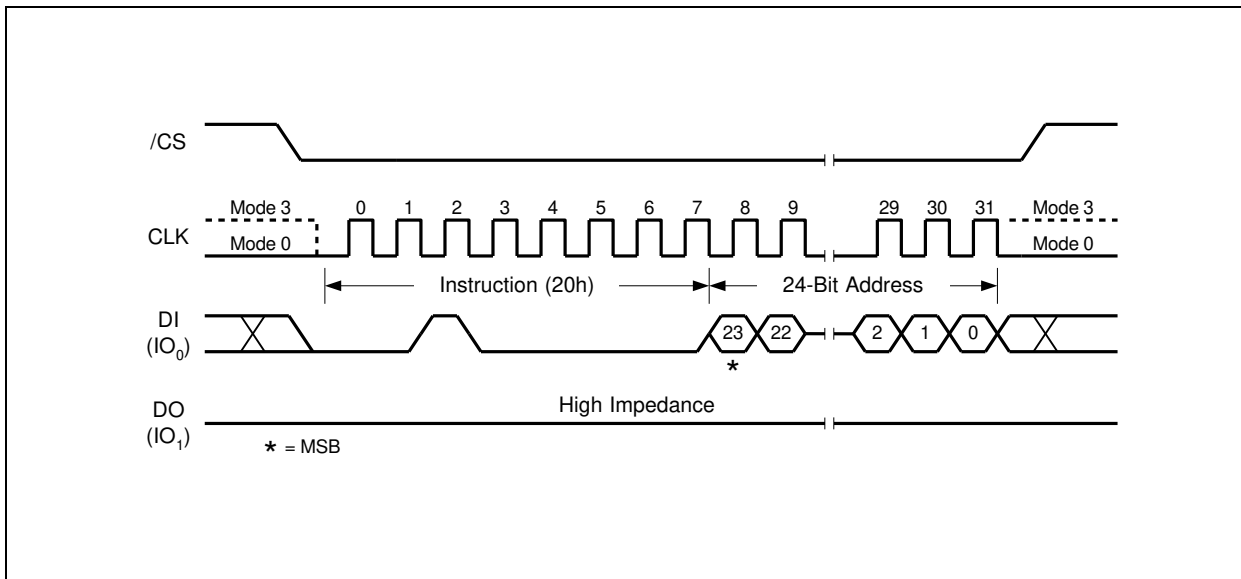 /CS
Mode 3 0 1 2 3 4 5 6 7 8 9 29 30 31 Mode 3
CLK
Mode 0 Mode 0
Instruction (20h) 24-Bit Address
DI
(IO0)
23 22 2 1 0
*
DO
(IO1)
High Impedance
* = MSB